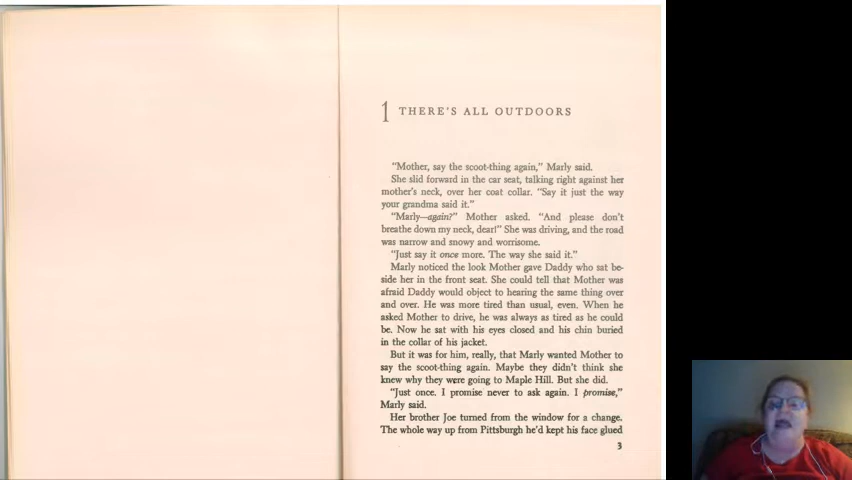 1 THERE'S ALL OUTDOORS
"Mother, say the scoot-thing again," Marly said.
She slid forward in the car seat, talking right against her
mother's neck, over her coat collar. "Say it just the way
your grandma said it."
"Marly—again?" Mother asked. "And please don't
breathe down my neck, dear!" She was driving, and the road
was narrow and snowy and worrisome.
"Just say it once more. The way she said it."
Marly noticed the look Mother gave Daddy who sat be-
side her in the front seat. She could tell that Mother was
afraid Daddy would object to hearing the same thing over
and over. He was more tired than usual, even. When he
asked Mother to drive, he was always as tired as he could
be. Now he sat with his eyes closed and his chin buried
in the collar of his jacket.
But it was for him, really, that Marly wanted Mother to
say the scoot-thing again. Maybe they didn't think she
knew why they were going to Maple Hill. But she did.
"Just once. I promise never to ask again. I promise,"
Marly said.
Her brother Joe turned from the window for a change.
The whole way up from Pittsburgh he'd kept his face glued
3